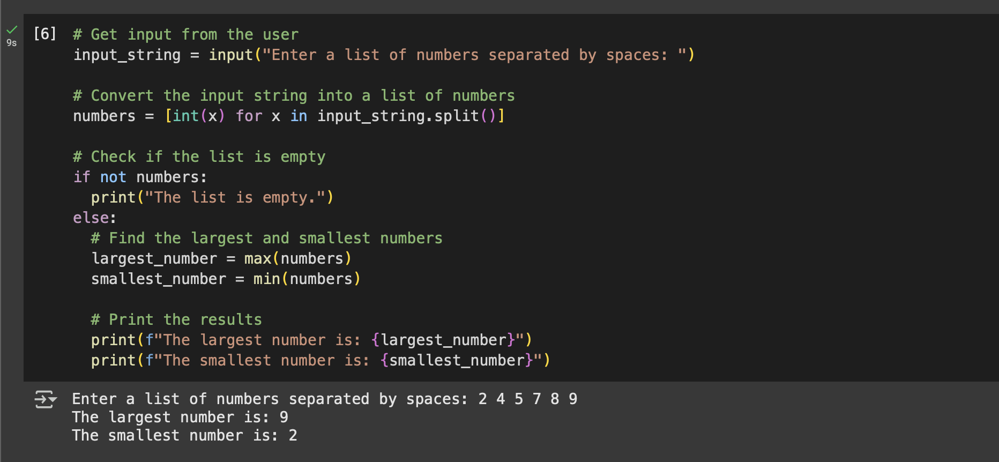 [6] # Get input from the user
9s
input_string = input("Enter a list of numbers separated by spaces: ")
# Convert the input string into a list of numbers
numbers = [int(x) for x in input_string.split()]
# Check if the list is empty
if not numbers:
  print("The list is empty.")
else:
  # Find the largest and smallest numbers
  largest_number = max(numbers)
  smallest_number = min(numbers)
  # Print the results
  print(f"The largest number is: {largest_number}")
  print(f"The smallest number is: {smallest_number}")
Enter a list of numbers separated by spaces: 2 4 5 7 8 9
The largest number is: 9
The smallest number is: 2